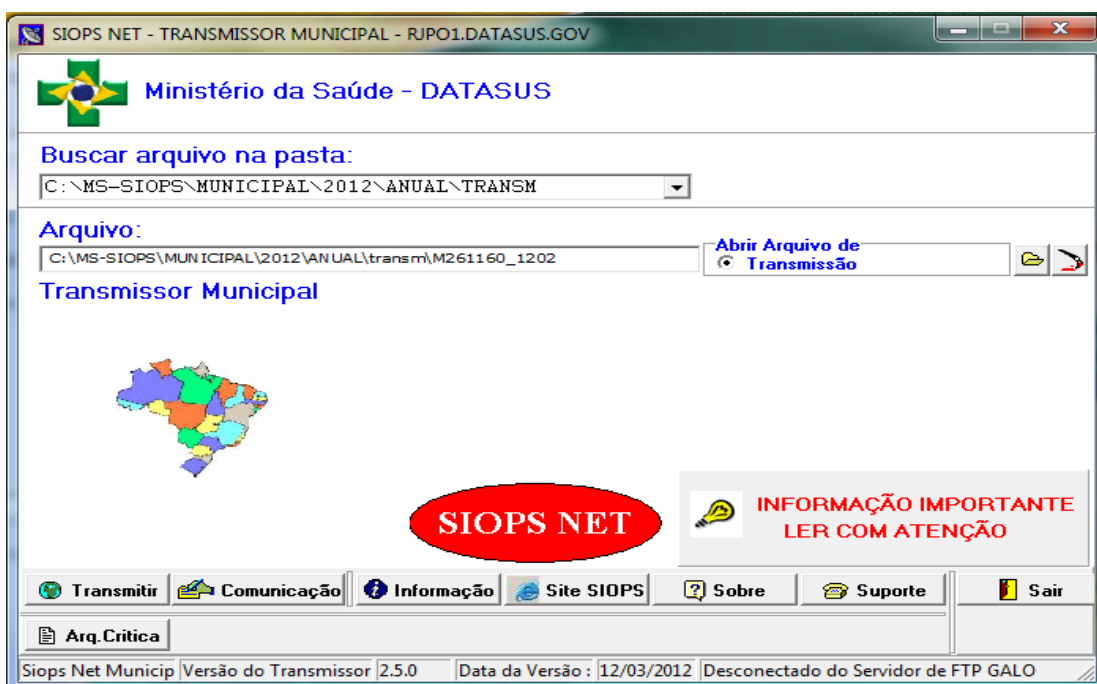 SIOPS NET - TRANSMISSOR MUNICIPAL - RJPO1.DATASUS.GOV
Ministério da Saúde - DATASUS
Buscar arquivo na pasta:
C:\MS-SIOPS\MUNICIPAL\2012\ANUAL\TRANSM
Arquivo:
C:\MS-SIOPS\MUNICIPAL\2012\ANUAL\transm\M261160_1202
Abrir Arquivo de
Transmissão
Transmissor Municipal
SIOPS NET
INFORMAÇÃO IMPORTANTE
LER COM ATENÇÃO
Transmitir Comunicação Informação Site SIOPS Sobre Suporte Sair
Arq.Critica
Siops Net Municip Versão do Transmissor 2.5.0 Data da Versão : 12/03/2012 Desconectado do Servidor de FTP GALO